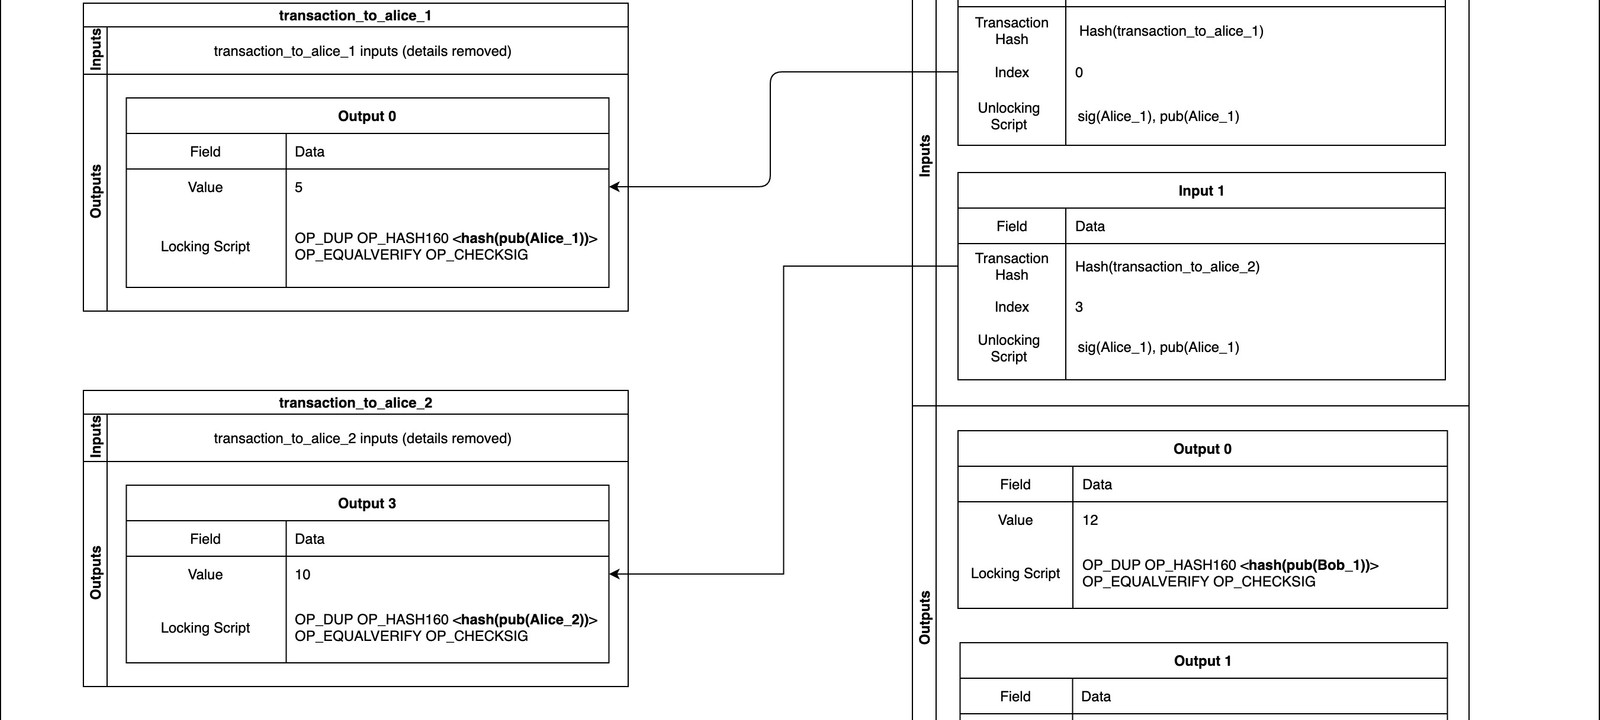 transaction_to_alice_1
Inputs
transaction_to_alice_1 inputs (details removed)
Outputs
Output 0
Field Data
Value 5
Locking Script
OP_DUP OP_HASH160 <hash(pub(Alice_1))>
OP_EQUALVERIFY OP_CHECKSIG
transaction_to_alice_2
Inputs
transaction_to_alice_2 inputs (details removed)
Outputs
Output 3
Field Data
Value 10
Locking Script
OP_DUP OP_HASH160 <hash(pub(Alice_2))>
OP_EQUALVERIFY OP_CHECKSIG
Inputs
Transaction
Hash
Hash(transaction_to_alice_1)
Index 0
Unlocking
Script
sig(Alice_1), pub(Alice_1)
Input 1
Field Data
Transaction
Hash
Hash(transaction_to_alice_2)
Index 3
Unlocking
Script
sig(Alice_1), pub(Alice_1)
Outputs
Output 0
Field Data
Value 12
Locking Script
OP_DUP OP_HASH160 <hash(pub(Bob_1))>
OP_EQUALVERIFY OP_CHECKSIG
Output 1
Field Data